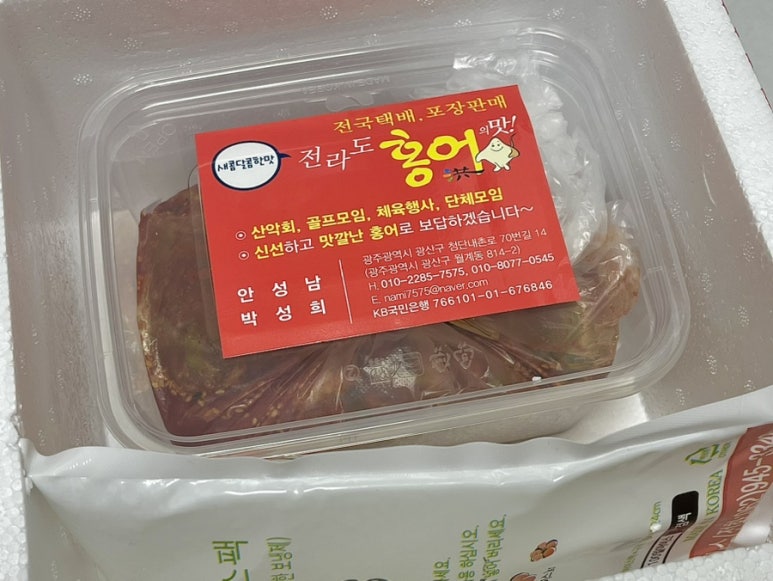 전국택배. 포장판매
새콤달콤한맛
전라도 홍어의맛!
◉ 산악회, 골프모임, 체육행사, 단체모임
◉ 신선하고 맛깔난 홍어로 보답하겠습니다~
안성남
박성희
광주광역시 광산구 첨단내촌로 70번길 14
(광주광역시 광산구 월계동 814-2)
H. 010-2285-7575, 010-8077-0545
E. nami7575@naver.com
KB국민은행 766101-01-676846
KOREA